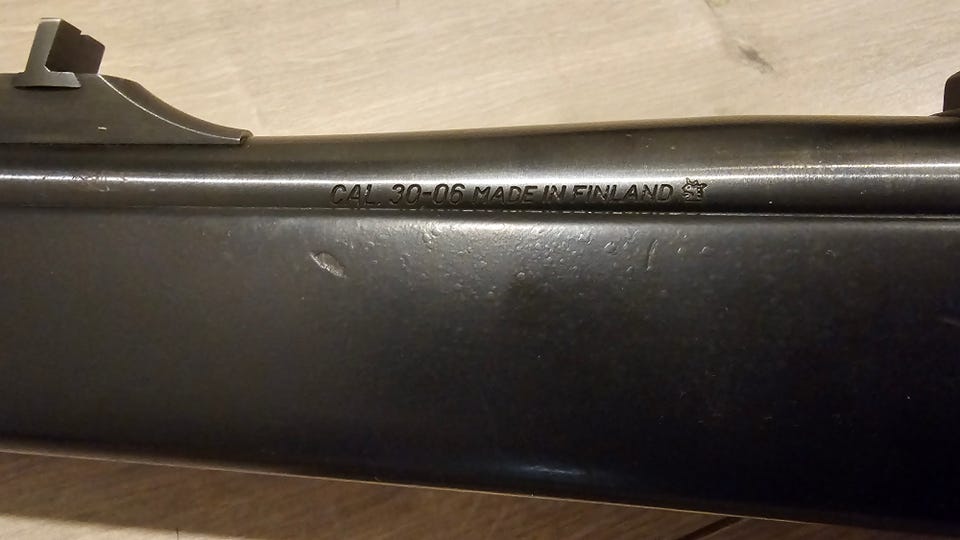 CAL. 30-06 MADE IN FINLAND